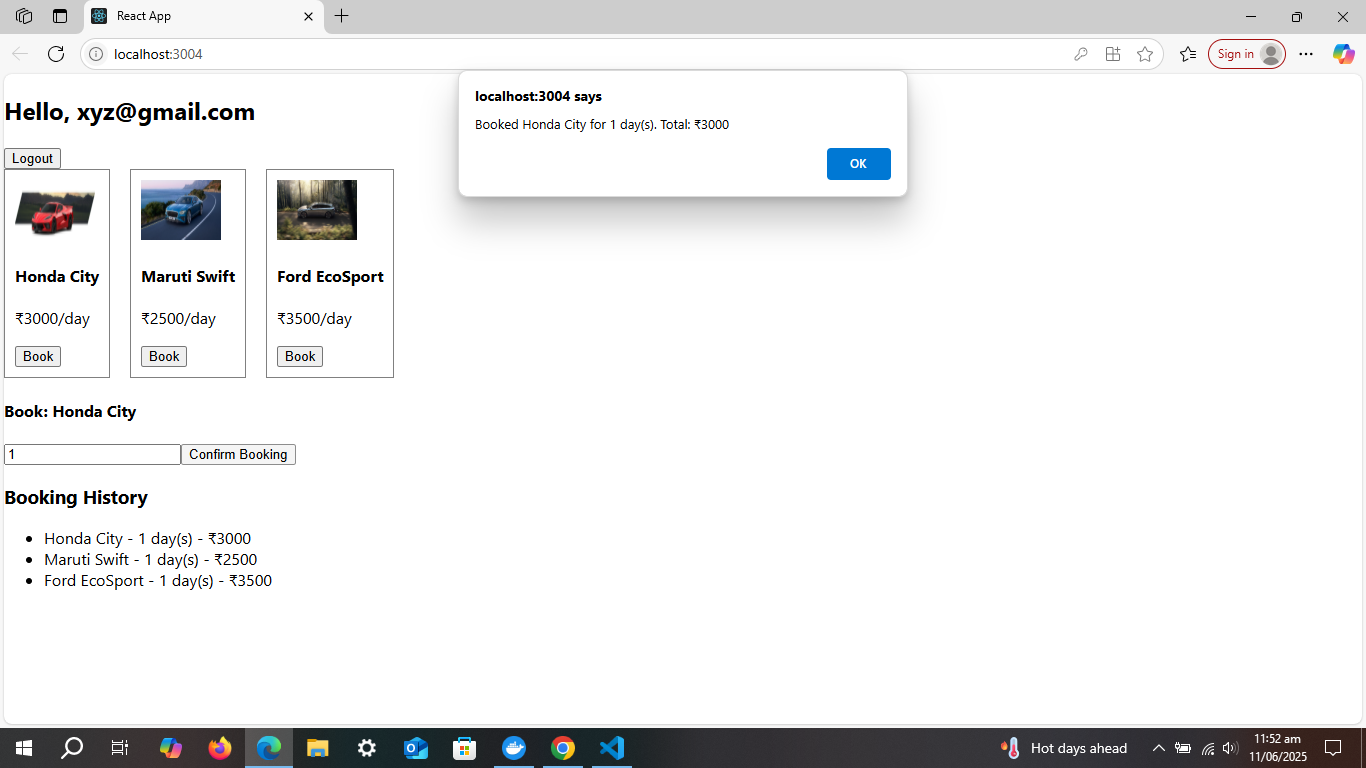 React App
localhost:3004
Sign in
localhost:3004 says
Booked Honda City for 1 day(s). Total: ₹3000
OK
Hello, xyz@gmail.com
Logout
Honda City
₹3000/day
Book
Maruti Swift
₹2500/day
Book
Ford EcoSport
₹3500/day
Book
Book: Honda City
1
Confirm Booking
Booking History
Honda City - 1 day(s) - ₹3000
Maruti Swift - 1 day(s) - ₹2500
Ford EcoSport - 1 day(s) - ₹3500
Hot days ahead
11:52 am
11/06/2025